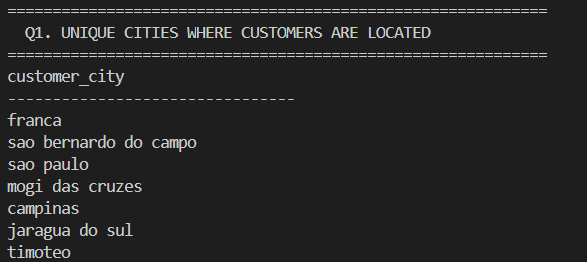 ============================================================
Q1. UNIQUE CITIES WHERE CUSTOMERS ARE LOCATED
============================================================
customer_city
--------------------------------
franca
sao bernardo do campo
sao paulo
mogi das cruzes
campinas
jaragua do sul
timoteo